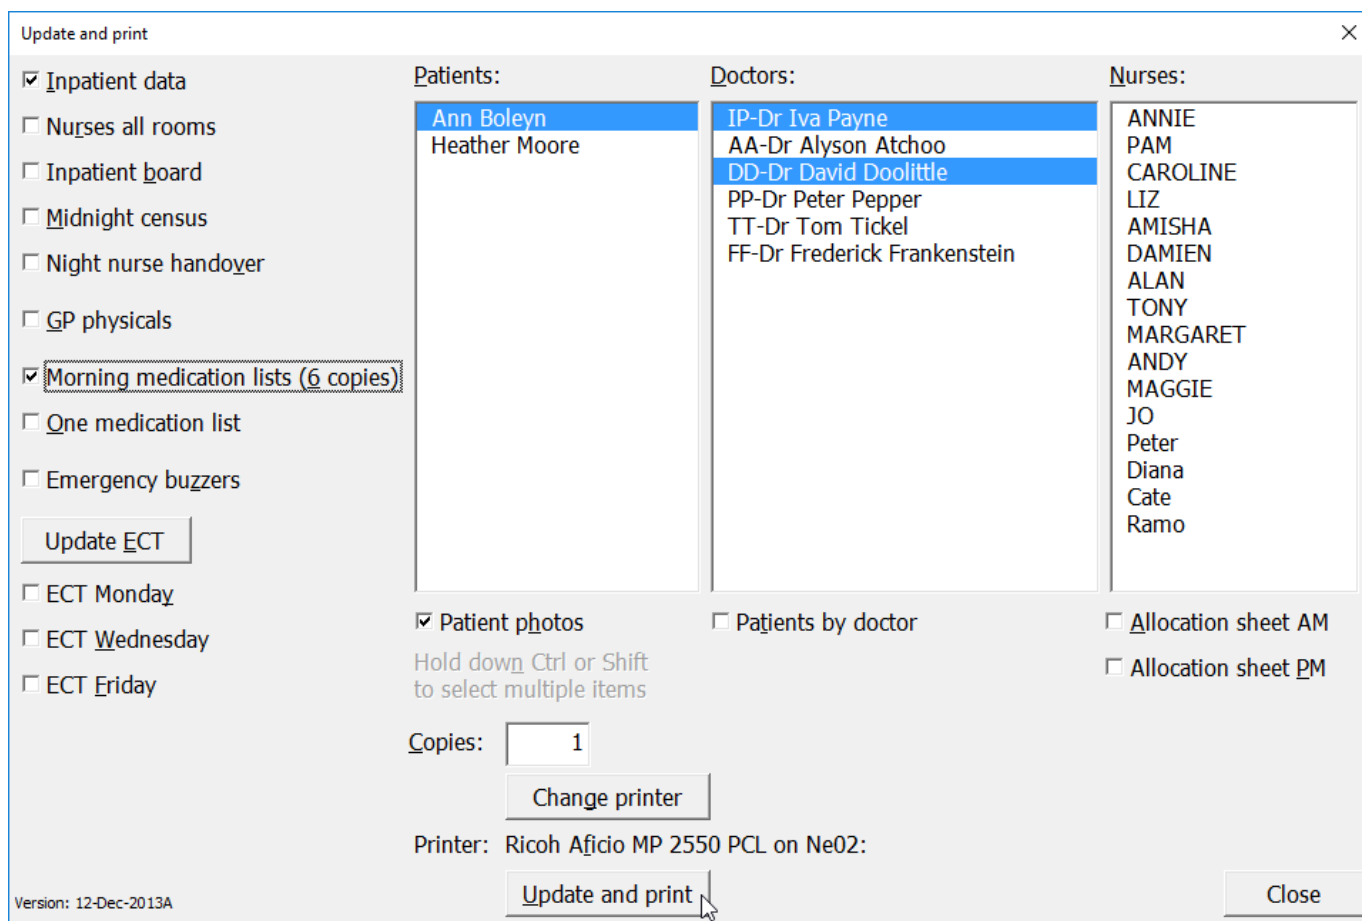 Update and print
Inpatient data
Nurses all rooms
Inpatient board
Midnight census
Night nurse handover
GP physicals
Morning medication lists (6 copies)
One medication list
Emergency buzzers
Update ECT
ECT Monday
ECT Wednesday
ECT Friday
Patients:
Ann Boleyn
Heather Moore
Patient photos
Hold down Ctrl or Shift
to select multiple items
Doctors:
IP-Dr Iva Payne
AA-Dr Alyson Atchoo
DD-Dr David Doolittle
PP-Dr Peter Pepper
TT-Dr Tom Tickel
FF-Dr Frederick Frankenstein
Patients by doctor
Nurses:
ANNIE
PAM
CAROLINE
LIZ
AMISHA
DAMIEN
ALAN
TONY
MARGARET
ANDY
MAGGIE
JO
Peter
Diana
Cate
Ramo
Allocation sheet AM
Allocation sheet PM
Copies: 1
Change printer
Printer: Ricoh Aficio MP 2550 PCL on Ne02:
Version: 12-Dec-2013A
Update and print
Close